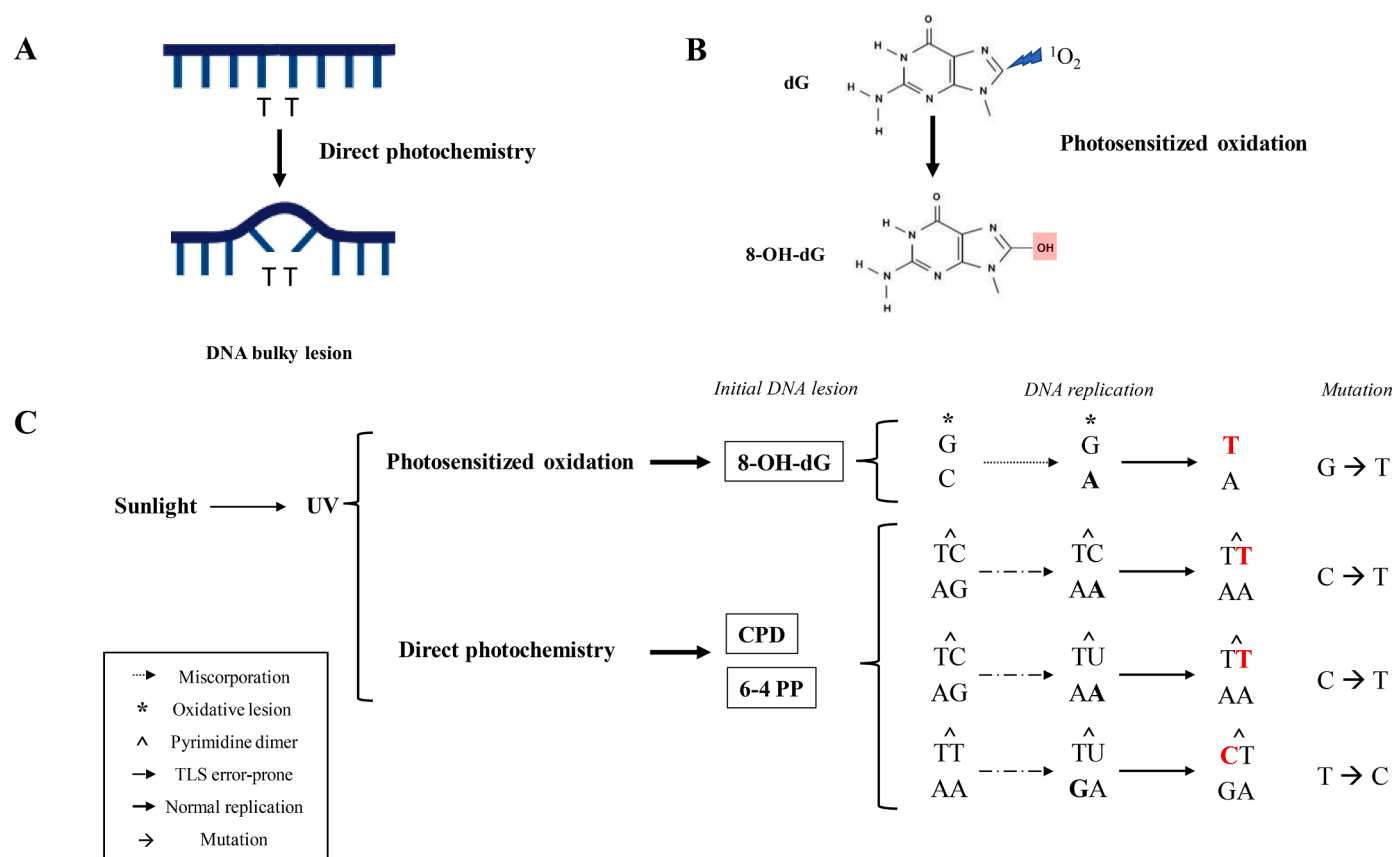 A
T T
Direct photochemistry
T T
DNA bulky lesion
B
O
H
N
N
¹O₂
dG
N
N
N
H
H
Photosensitized oxidation
O
H
N
N
OH
8-OH-dG
N
N
N
H
H
C
Initial DNA lesion
DNA replication
Mutation
Sunlight
UV
Photosensitized oxidation
8-OH-dG
* * 
G G T
C A A
G → T
^ ^ ^
TC TC TT
AG AA AA
C → T
Direct photochemistry
CPD
6-4 PP
^ ^ ^
TC TU TT
AG AA AA
C → T
^ ^ ^
TT TU CT
AA GA GA
T → C
Miscorporation
* Oxidative lesion
^ Pyrimidine dimer
TLS error-prone
Normal replication
→ Mutation